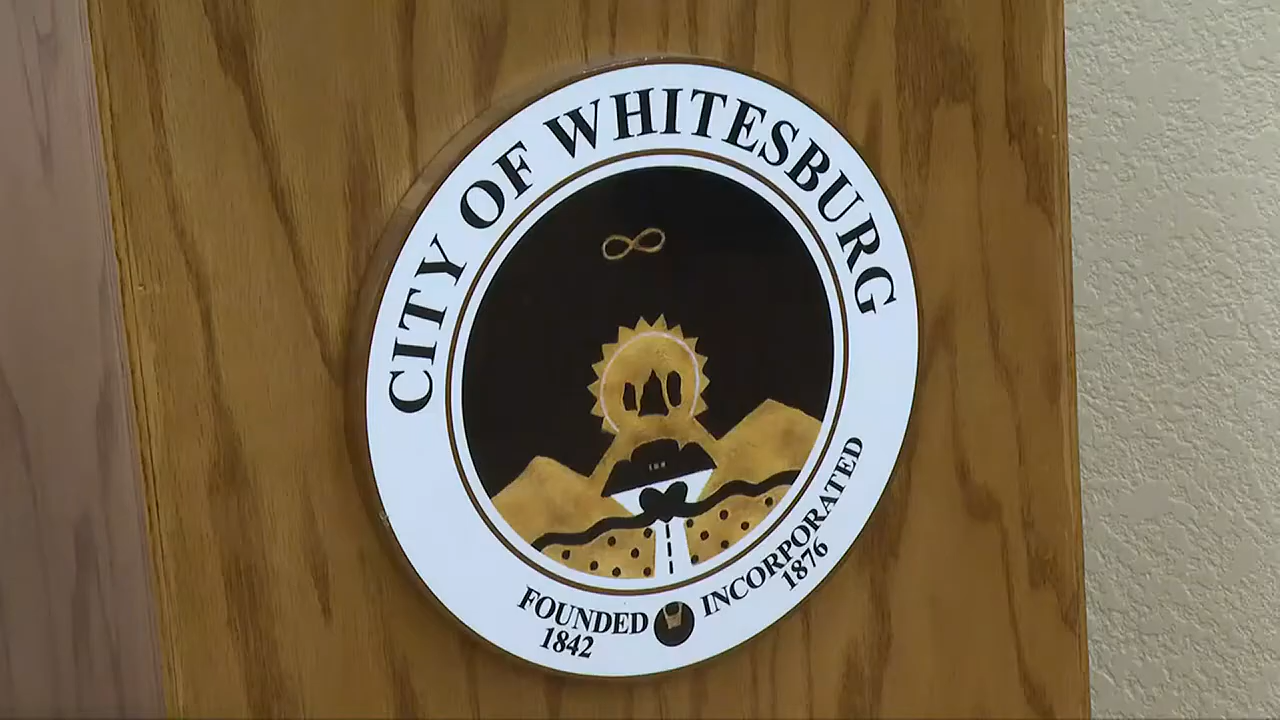 CITY OF WHITESBURG
FOUNDED
1842
INCORPORATED
1876